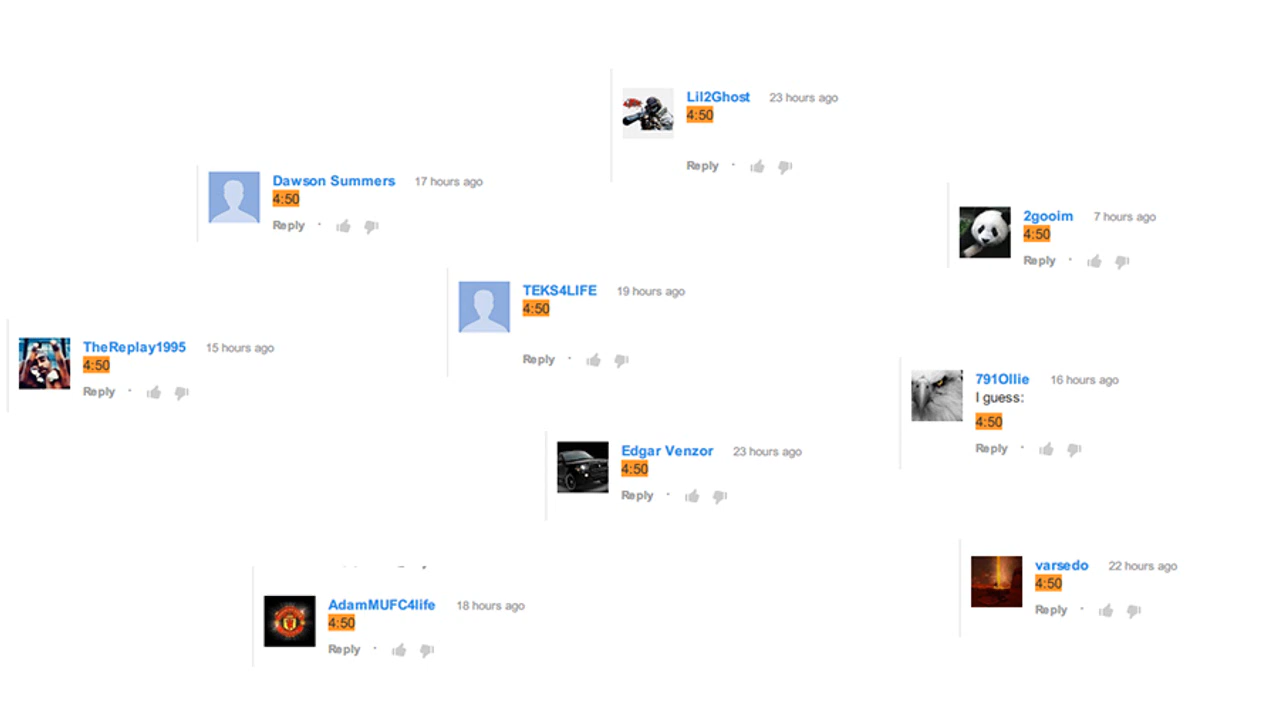 Lil2Ghost 23 hours ago
4:50
Reply ·
Dawson Summers 17 hours ago
4:50
Reply ·
2gooim 7 hours ago
4:50
Reply ·
TEKS4LIFE 19 hours ago
4:50
Reply ·
TheReplay1995 15 hours ago
4:50
Reply ·
791Ollie 16 hours ago
I guess:
4:50
Reply ·
Edgar Venzor 23 hours ago
4:50
Reply ·
varsedo 22 hours ago
4:50
Reply ·
AdamMUFC4life 18 hours ago
4:50
Reply ·